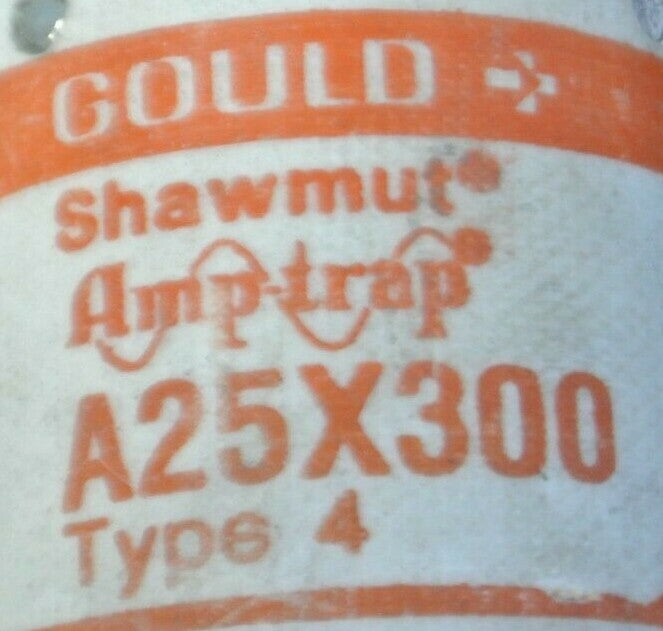 GOULD
Shawmut®
Amp-trap®
A25X300
Type 4